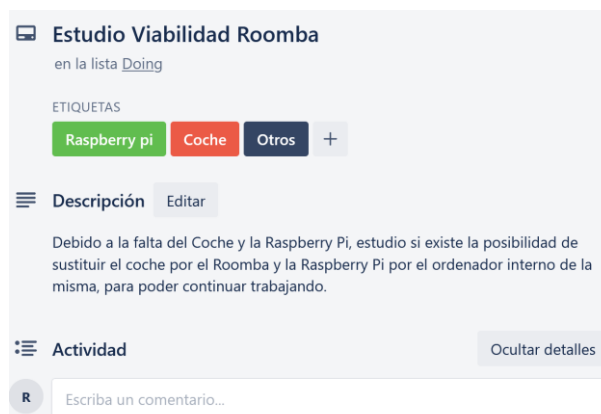 Estudio Viabilidad Roomba
en la lista Doing
ETIQUETAS
Raspberry pi Coche Otros +
Descripción Editar
Debido a la falta del Coche y la Raspberry Pi, estudio si existe la posibilidad de
sustituir el coche por el Roomba y la Raspberry Pi por el ordenador interno de la
misma, para poder continuar trabajando.
Actividad Ocultar detalles
R Escriba un comentario...